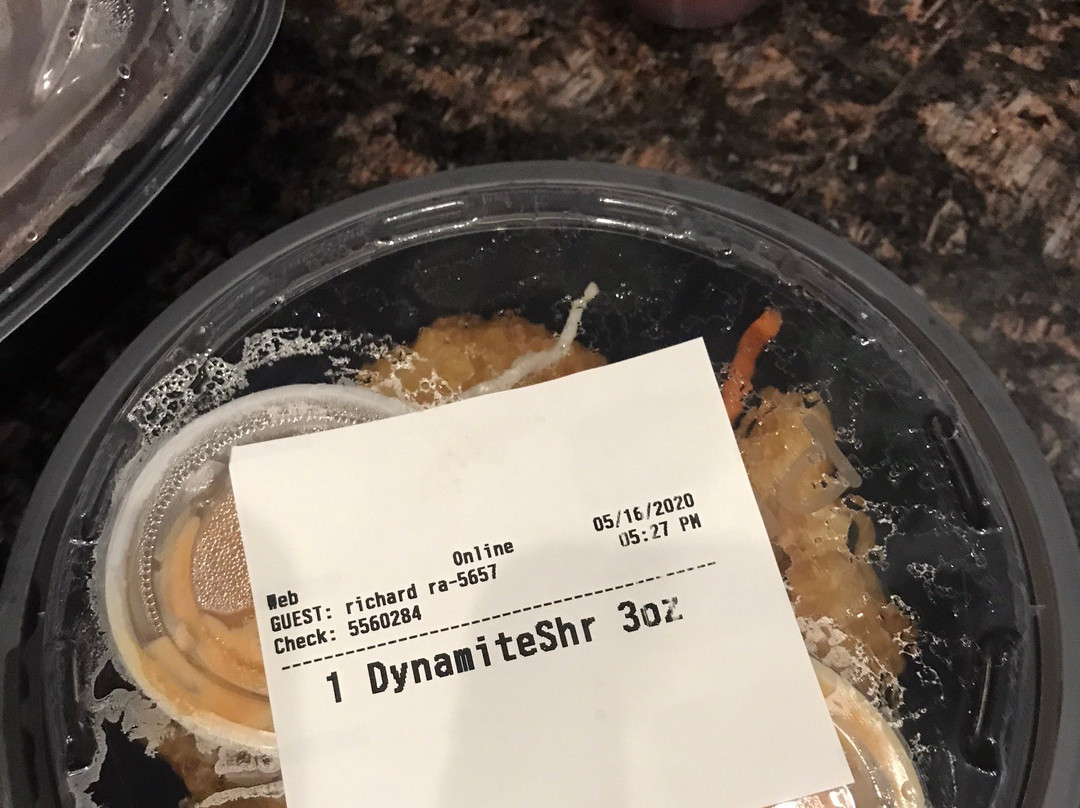 05/16/2020
Online 05:27 PM
Web
GUEST: richard ra-5657
Check: 5560284
1 DynamiteShr 3oz